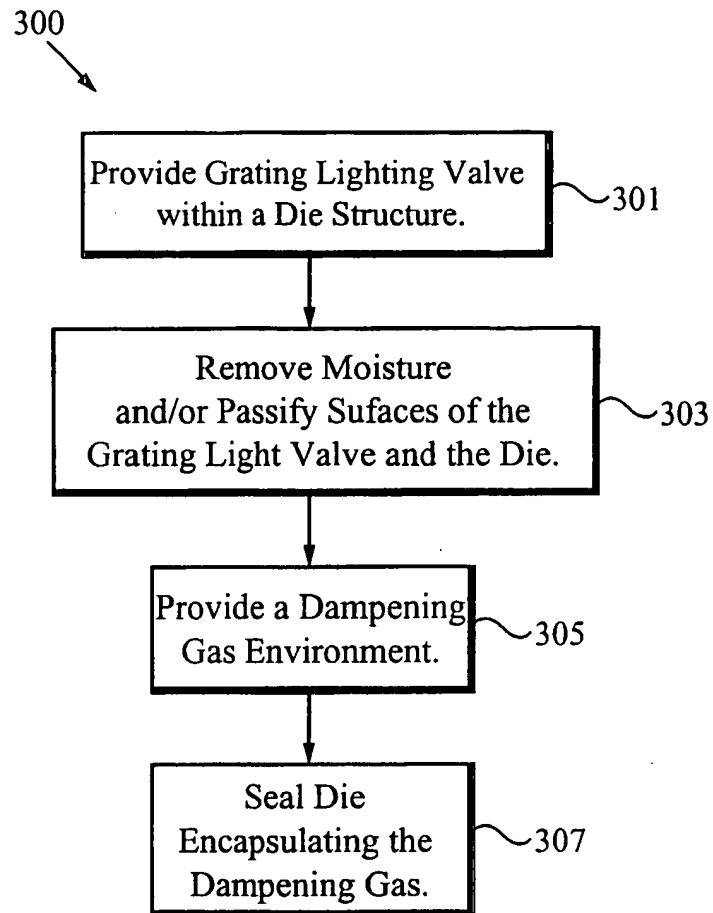 300
Provide Grating Lighting Valve
within a Die Structure.
301
Remove Moisture
and/or Passify Sufaces of the
Grating Light Valve and the Die.
303
Provide a Dampening
Gas Environment.
305
Seal Die
Encapsulating the
Dampening Gas.
307